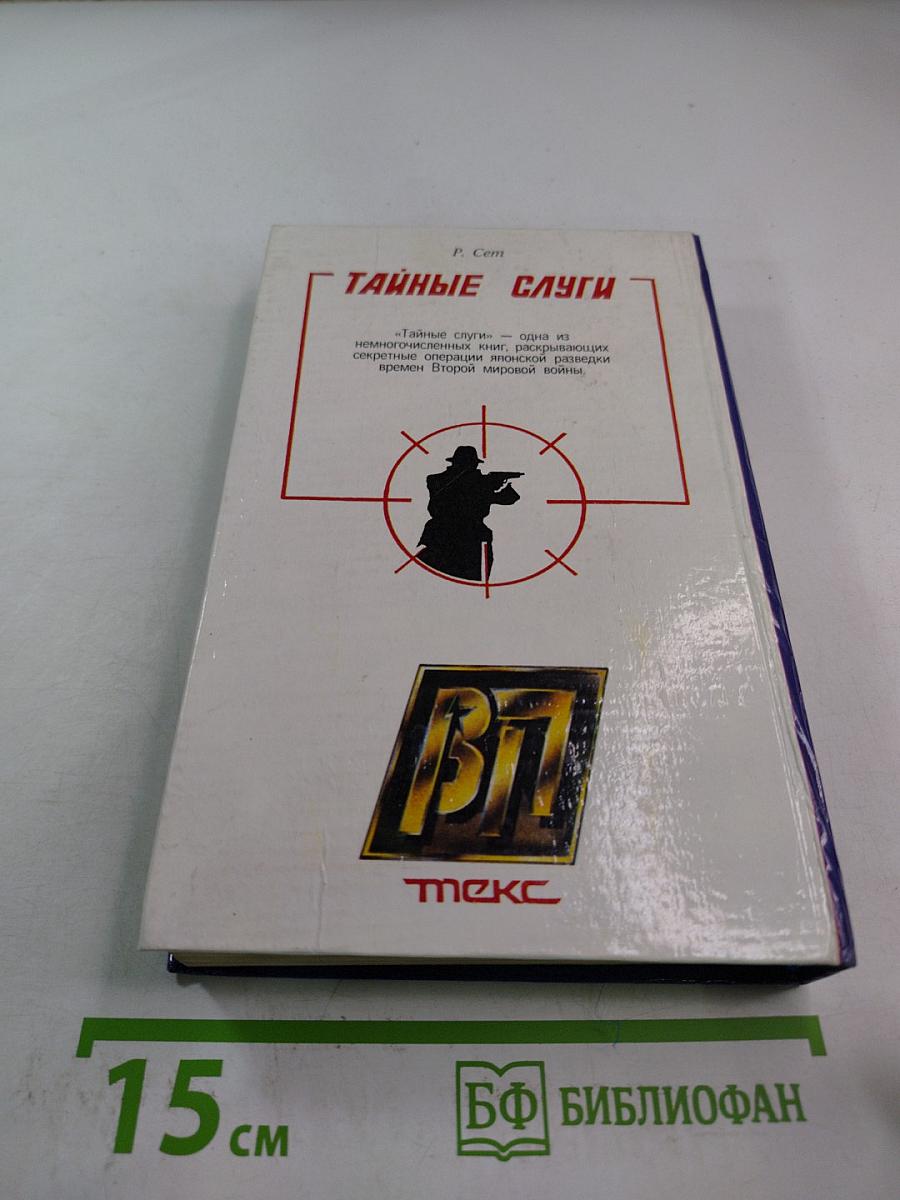 Р. Сет
ТАЙНЫЕ СЛУГИ
«Тайные слуги» — одна из
немногочисленных книг, раскрывающих
секретные операции японской разведки
времен Второй мировой войны.
ВП
текс
15 см
БФ БИБЛИОФАН